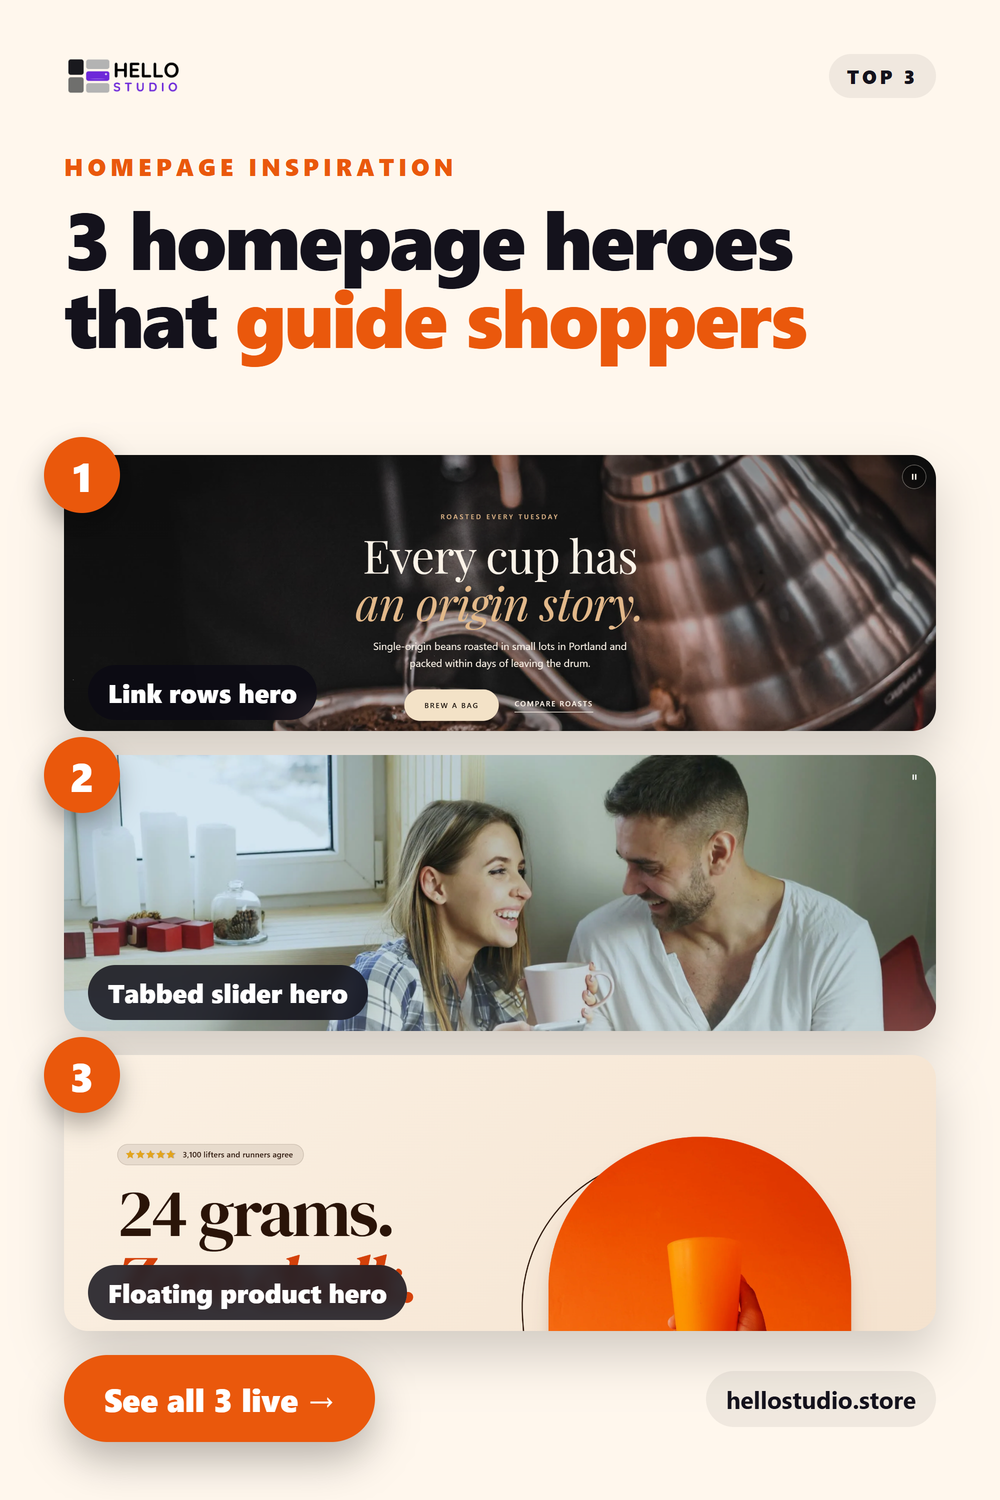 HELLO
STUDIO
TOP 3
HOMEPAGE INSPIRATION
3 homepage heroes
that guide shoppers
1
ROASTED EVERY TUESDAY
Every cup has
an origin story.
Single-origin beans roasted in small lots in Portland and
packed within days of leaving the drum.
BREW A BAG
COMPARE ROASTS
Link rows hero
2
Tabbed slider hero
3
3,100 lifters and runners agree
24 grams.
Floating product hero
See all 3 live →
hellostudio.store